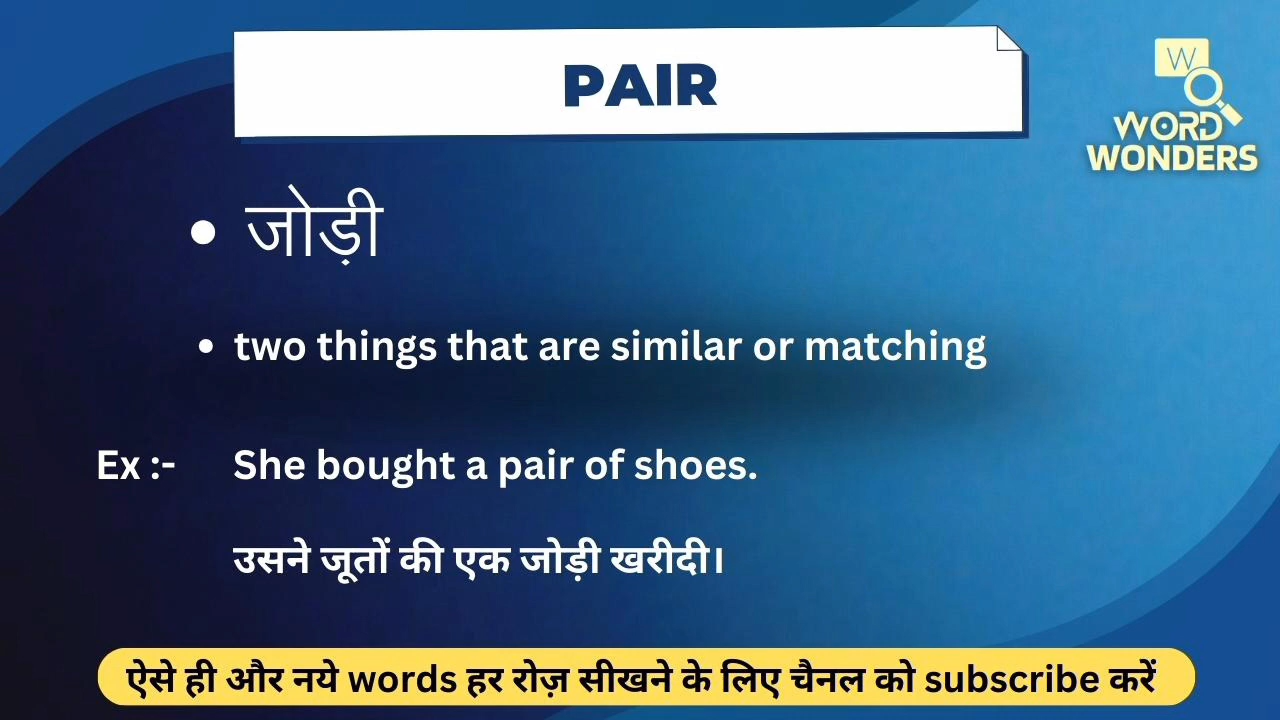 PAIR
W
WORD
WONDERS
• जोड़ी
• two things that are similar or matching
Ex :- She bought a pair of shoes.
उसने जूतों की एक जोड़ी खरीदी।
ऐसे ही और नये words हर रोज़ सीखने के लिए चैनल को subscribe करें